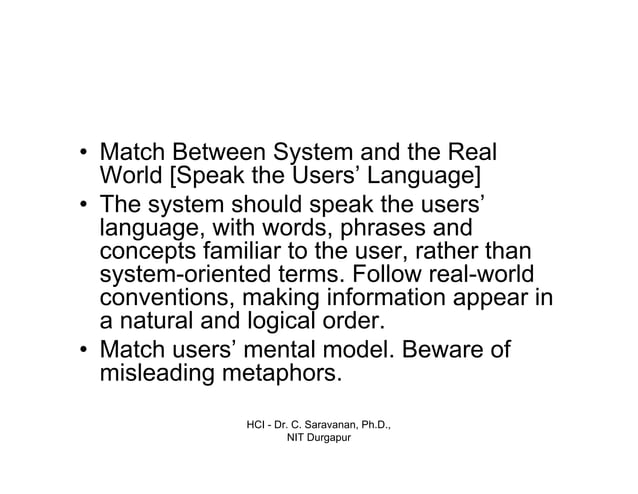 • Match Between System and the Real
World [Speak the Users’ Language]
• The system should speak the users’
language, with words, phrases and
concepts familiar to the user, rather than
system-oriented terms. Follow real-world
conventions, making information appear in
a natural and logical order.
• Match users’ mental model. Beware of
misleading metaphors.
HCI - Dr. C. Saravanan, Ph.D.,
NIT Durgapur